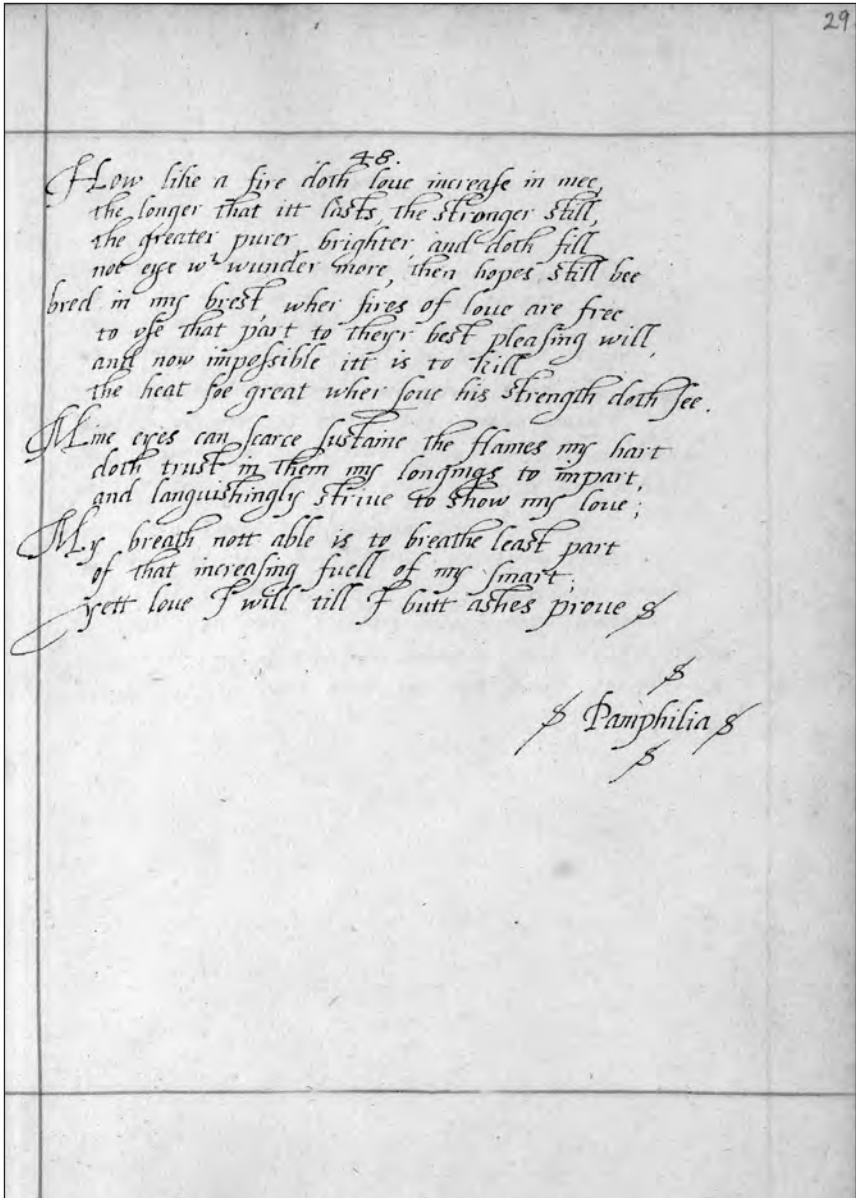 29
48.
How like a fire doth loue increase in mee,
the longer that itt lasts, the stronger still,
the greater purer, brighter, and doth fill
noe eye wt wunder more, then hopes still bee
bred in my brest, wher fires of loue are free
to vse that part to theyr best pleasing will,
and now impossible itt is to kill
the heat soe great wher loue his strength doth see.
Mine eyes can scarce sustaine the flames my hart
doth trust in them my longings to impart,
and languishingly striue to show my loue;
My breath nott able is to breathe least part
of that increasing fuell of my smart;
yett loue I will till I butt ashes proue $
$
$ Pamphilia $
$